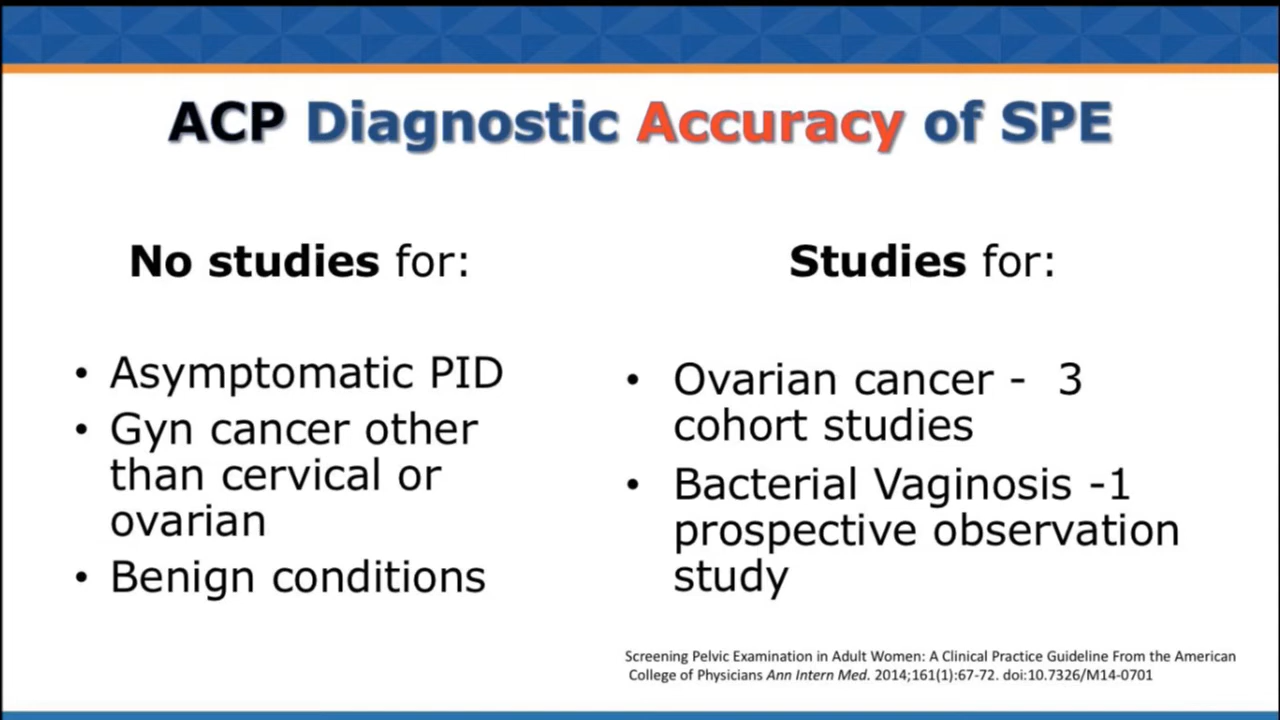 ACP Diagnostic Accuracy of SPE
No studies for:
• Asymptomatic PID
• Gyn cancer other
than cervical or
ovarian
• Benign conditions
Studies for:
• Ovarian cancer - 3
cohort studies
• Bacterial Vaginosis -1
prospective observation
study
Screening Pelvic Examination in Adult Women: A Clinical Practice Guideline From the American
College of Physicians Ann Intern Med. 2014;161(1):67-72. doi:10.7326/M14-0701